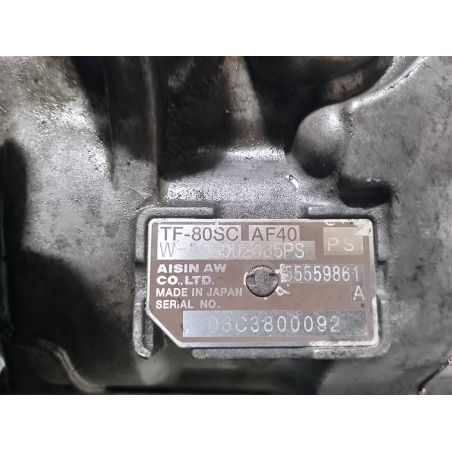 TF-80SC AF40
PS
AISIN AW
CO.,LTD. 55559861
MADE IN JAPAN A
SERIAL NO.
08C3800092